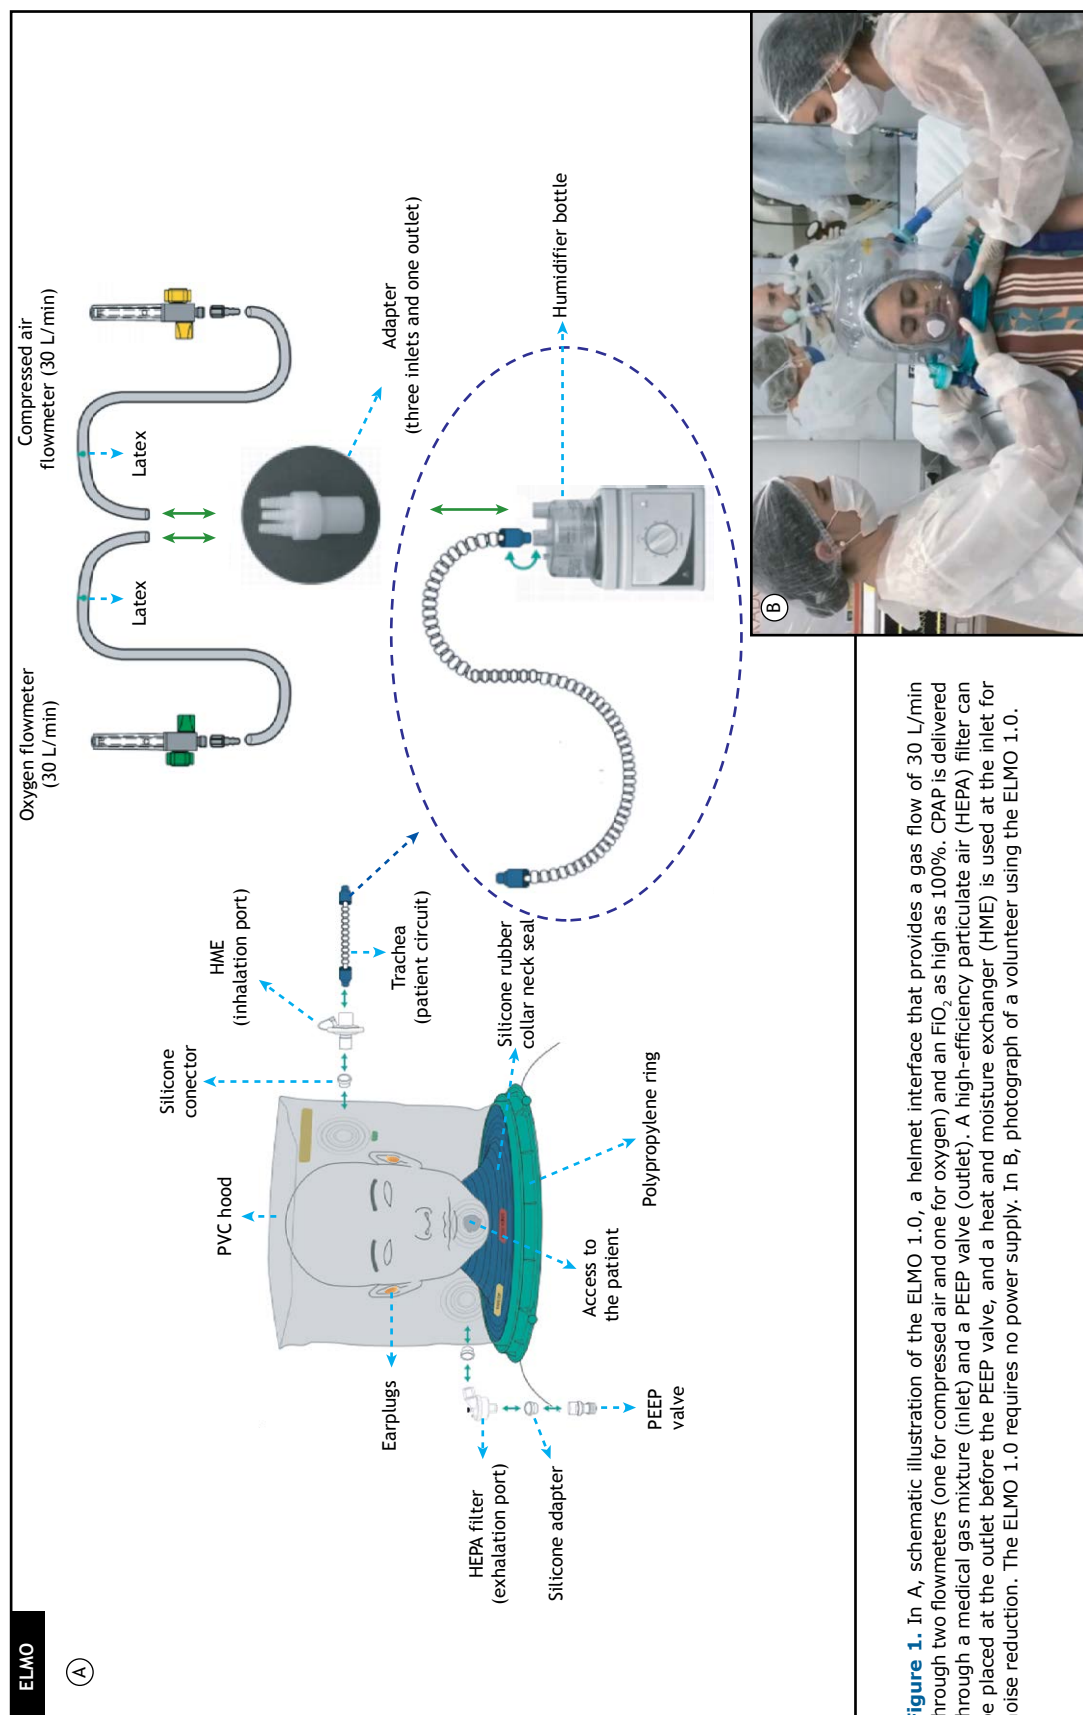 ELMO
A
Oxygen flowmeter
(30 L/min)
Compressed air
flowmeter (30 L/min)
Latex
Latex
Adapter
(three inlets and one outlet)
Humidifier bottle
HME
(inhalation port)
Trachea
(patient circuit)
Silicone
conector
PVC hood
Silicone rubber
collar neck seal
Polypropylene ring
Access to
the patient
Earplugs
HEPA filter
(exhalation port)
Silicone adapter
PEEP
valve
B
Figure 1. In A, schematic illustration of the ELMO 1.0, a helmet interface that provides a gas flow of 30 L/min
through two flowmeters (one for compressed air and one for oxygen) and an FiO₂ as high as 100%. CPAP is delivered
through a medical gas mixture (inlet) and a PEEP valve (outlet). A high-efficiency particulate air (HEPA) filter can
be placed at the outlet before the PEEP valve, and a heat and moisture exchanger (HME) is used at the inlet for
noise reduction. The ELMO 1.0 requires no power supply. In B, photograph of a volunteer using the ELMO 1.0.